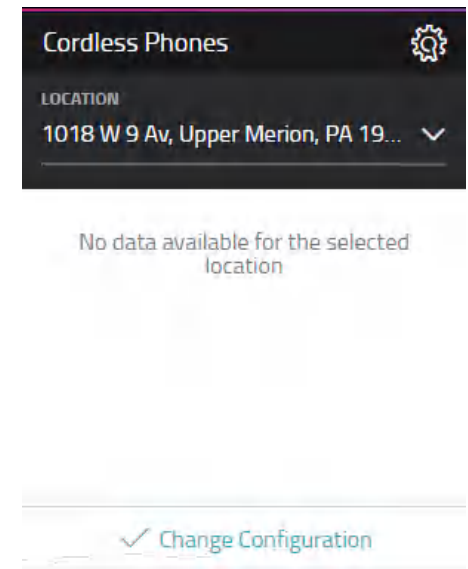 Cordless Phones
LOCATION
1018 W 9 Av, Upper Merion, PA 19...
No data available for the selected
location
Change Configuration